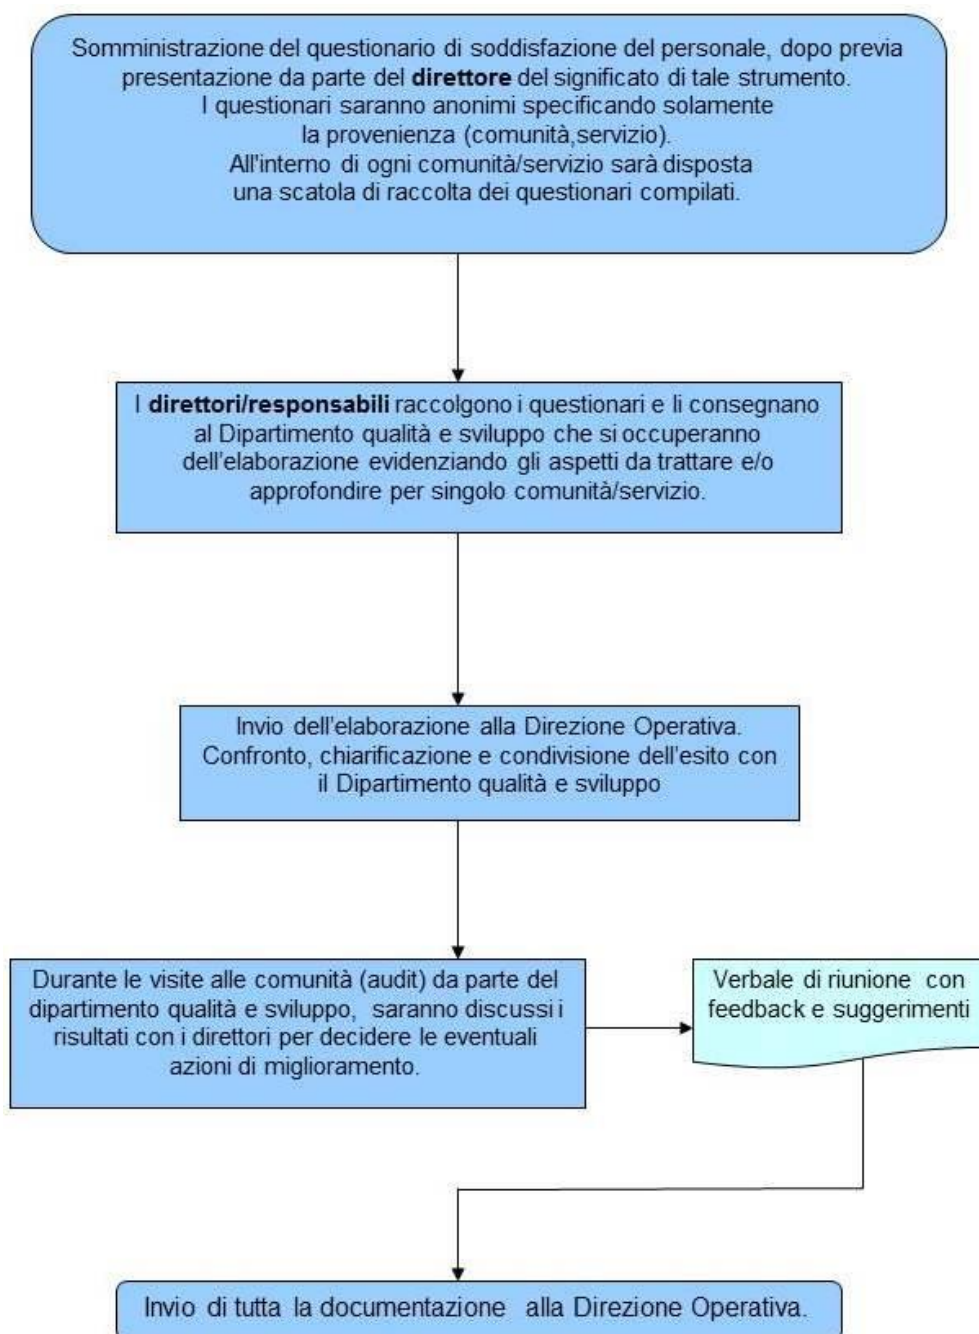 Somministrazione del questionario di soddisfazione del personale, dopo previa
presentazione da parte del direttore del significato di tale strumento.
I questionari saranno anonimi specificando solamente
la provenienza (comunità,servizio).
All'interno di ogni comunità/servizio sarà disposta
una scatola di raccolta dei questionari compilati.
I direttori/responsabili raccolgono i questionari e li consegnano
al Dipartimento qualità e sviluppo che si occuperanno
dell'elaborazione evidenziando gli aspetti da trattare e/o
approfondire per singolo comunità/servizio.
Invio dell'elaborazione alla Direzione Operativa.
Confronto, chiarificazione e condivisione dell'esito con
il Dipartimento qualità e sviluppo
Durante le visite alle comunità (audit) da parte del
dipartimento qualità e sviluppo, saranno discussi i
risultati con i direttori per decidere le eventuali
azioni di miglioramento.
Verbale di riunione con
feedback e suggerimenti
Invio di tutta la documentazione alla Direzione Operativa.